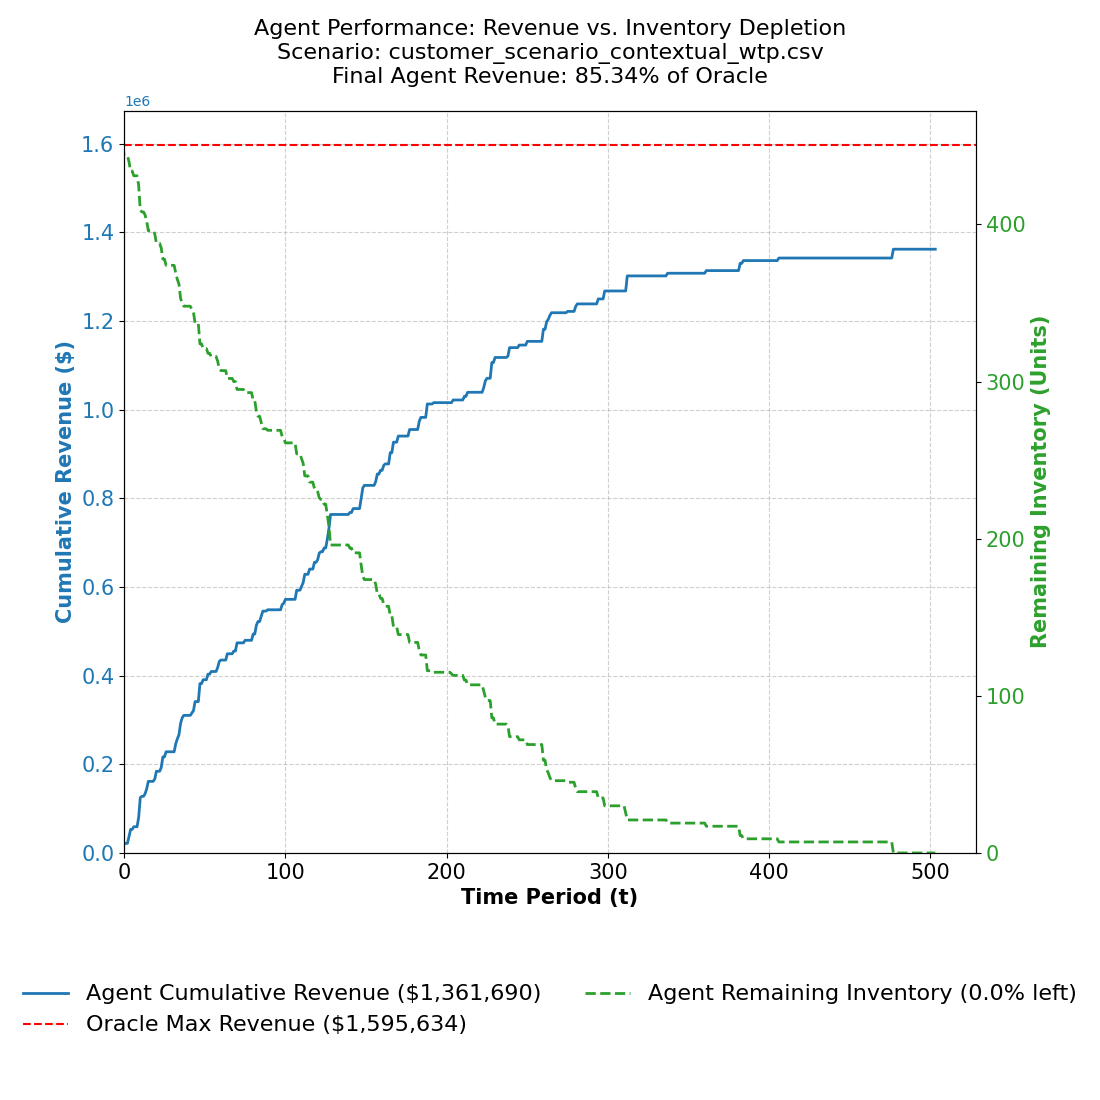 Agent Performance: Revenue vs. Inventory Depletion
Scenario: customer_scenario_contextual_wtp.csv
Final Agent Revenue: 85.34% of Oracle
1e6
1.6
1.4
1.2
1.0
0.8
0.6
0.4
0.2
0.0
Cumulative Revenue ($)
400
300
200
100
0
Remaining Inventory (Units)
0 100 200 300 400 500
Time Period (t)
Agent Cumulative Revenue ($1,361,690)
Oracle Max Revenue ($1,595,634)
Agent Remaining Inventory (0.0% left)